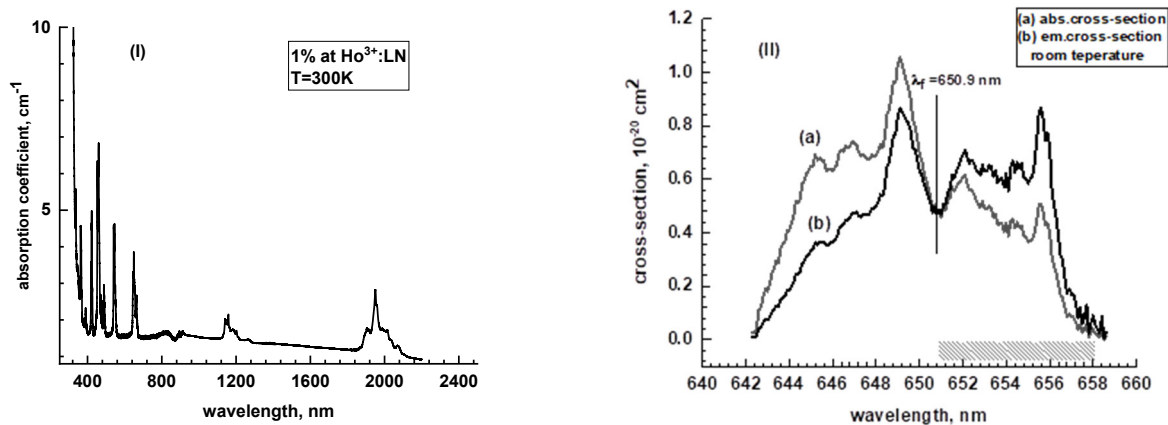 (I)
1% at Ho³⁺:LN
T=300K
absorption coefficient, cm⁻¹
10
5
400 800 1200 1600 2000 2400
wavelength, nm
(II)
(a) abs.cross-section
(b) em.cross-section
room teperature
λf =650.9 nm
(a)
(b)
cross-section, 10⁻²⁰ cm²
1.2
1.0
0.8
0.6
0.4
0.2
0.0
640 642 644 646 648 650 652 654 656 658 660
wavelength, nm